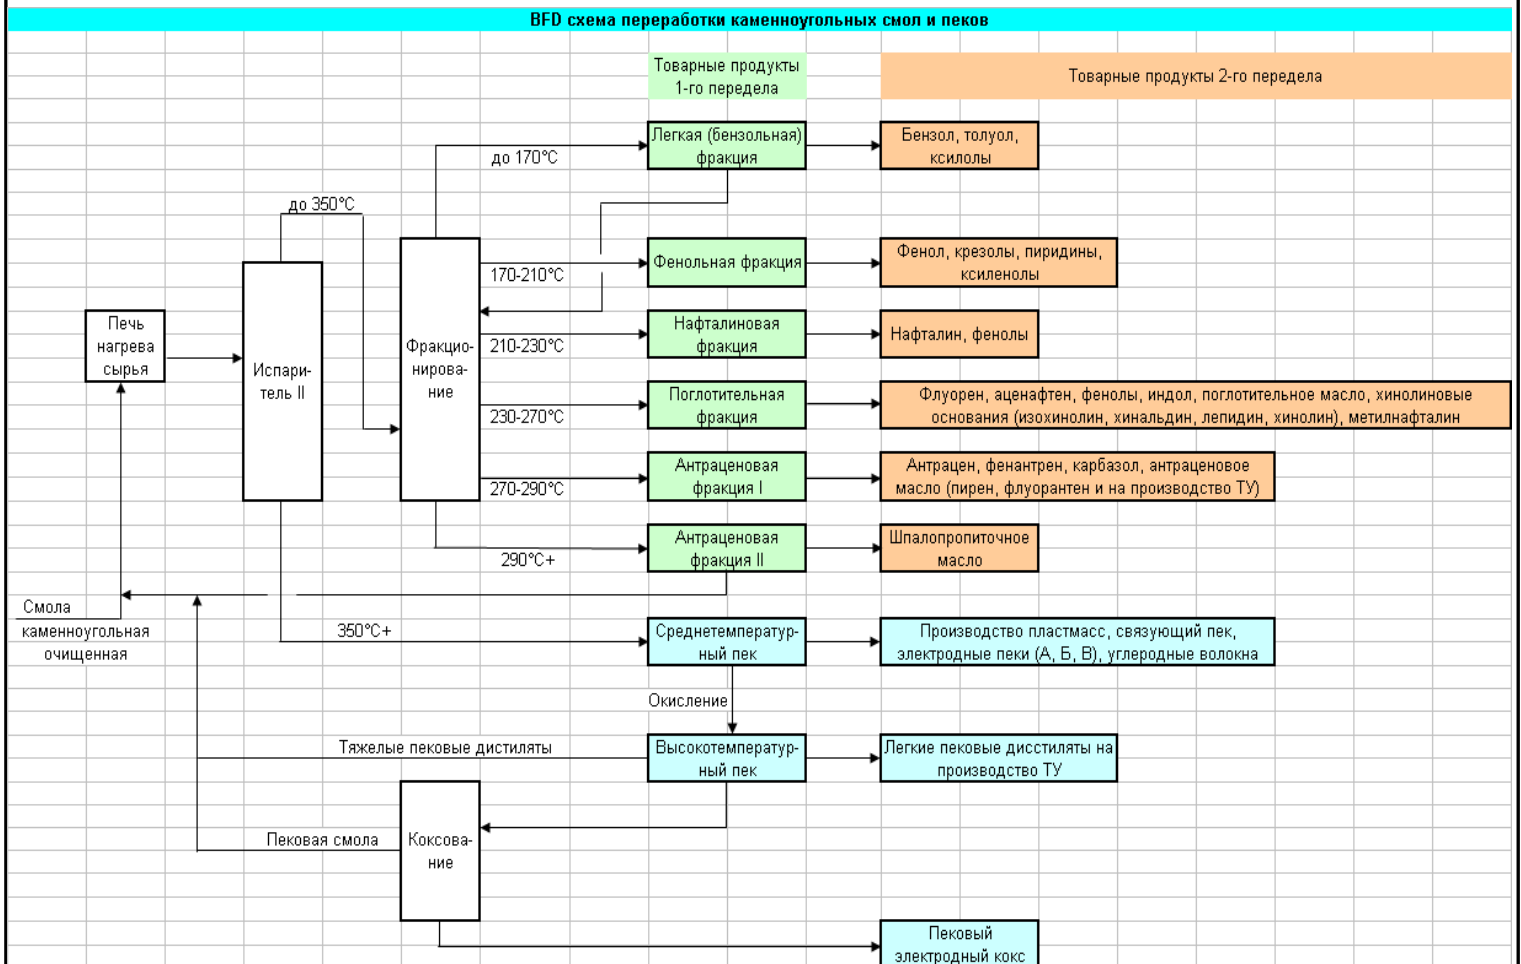 BFD схема переработки каменноугольных смол и пеков
Товарные продукты
1-го передела
Товарные продукты 2-го передела
до 170°C
Легкая (бензольная)
фракция
Бензол, толуол,
ксилолы
до 350°C
170-210°C
Фенольная фракция
Фенол, крезолы, пиридины,
ксиленолы
Печь
нагрева
сырья
Испари-
тель II
Фракцио-
нирова-
ние
210-230°C
Нафталиновая
фракция
Нафталин, фенолы
230-270°C
Поглотительная
фракция
Флуорен, аценафтен, фенолы, индол, поглотительное масло, хинолиновые
основания (изохинолин, хинальдин, лепидин, хинолин), метилнафталин
270-290°C
Антраценовая
фракция I
Антрацен, фенантрен, карбазол, антраценовое
масло (пирен, флуорантен и на производство ТУ)
290°C+
Антраценовая
фракция II
Шпалопропиточное
масло
Смола
каменноугольная
очищенная
350°C+
Среднетемператур-
ный пек
Производство пластмасс, связующий пек,
электродные пеки (А, Б, В), углеродные волокна
Окисление
Тяжелые пековые дистиляты
Высокотемператур-
ный пек
Легкие пековые дисстиляты на
производство ТУ
Пековая смола
Коксова-
ние
Пековый
электродный кокс